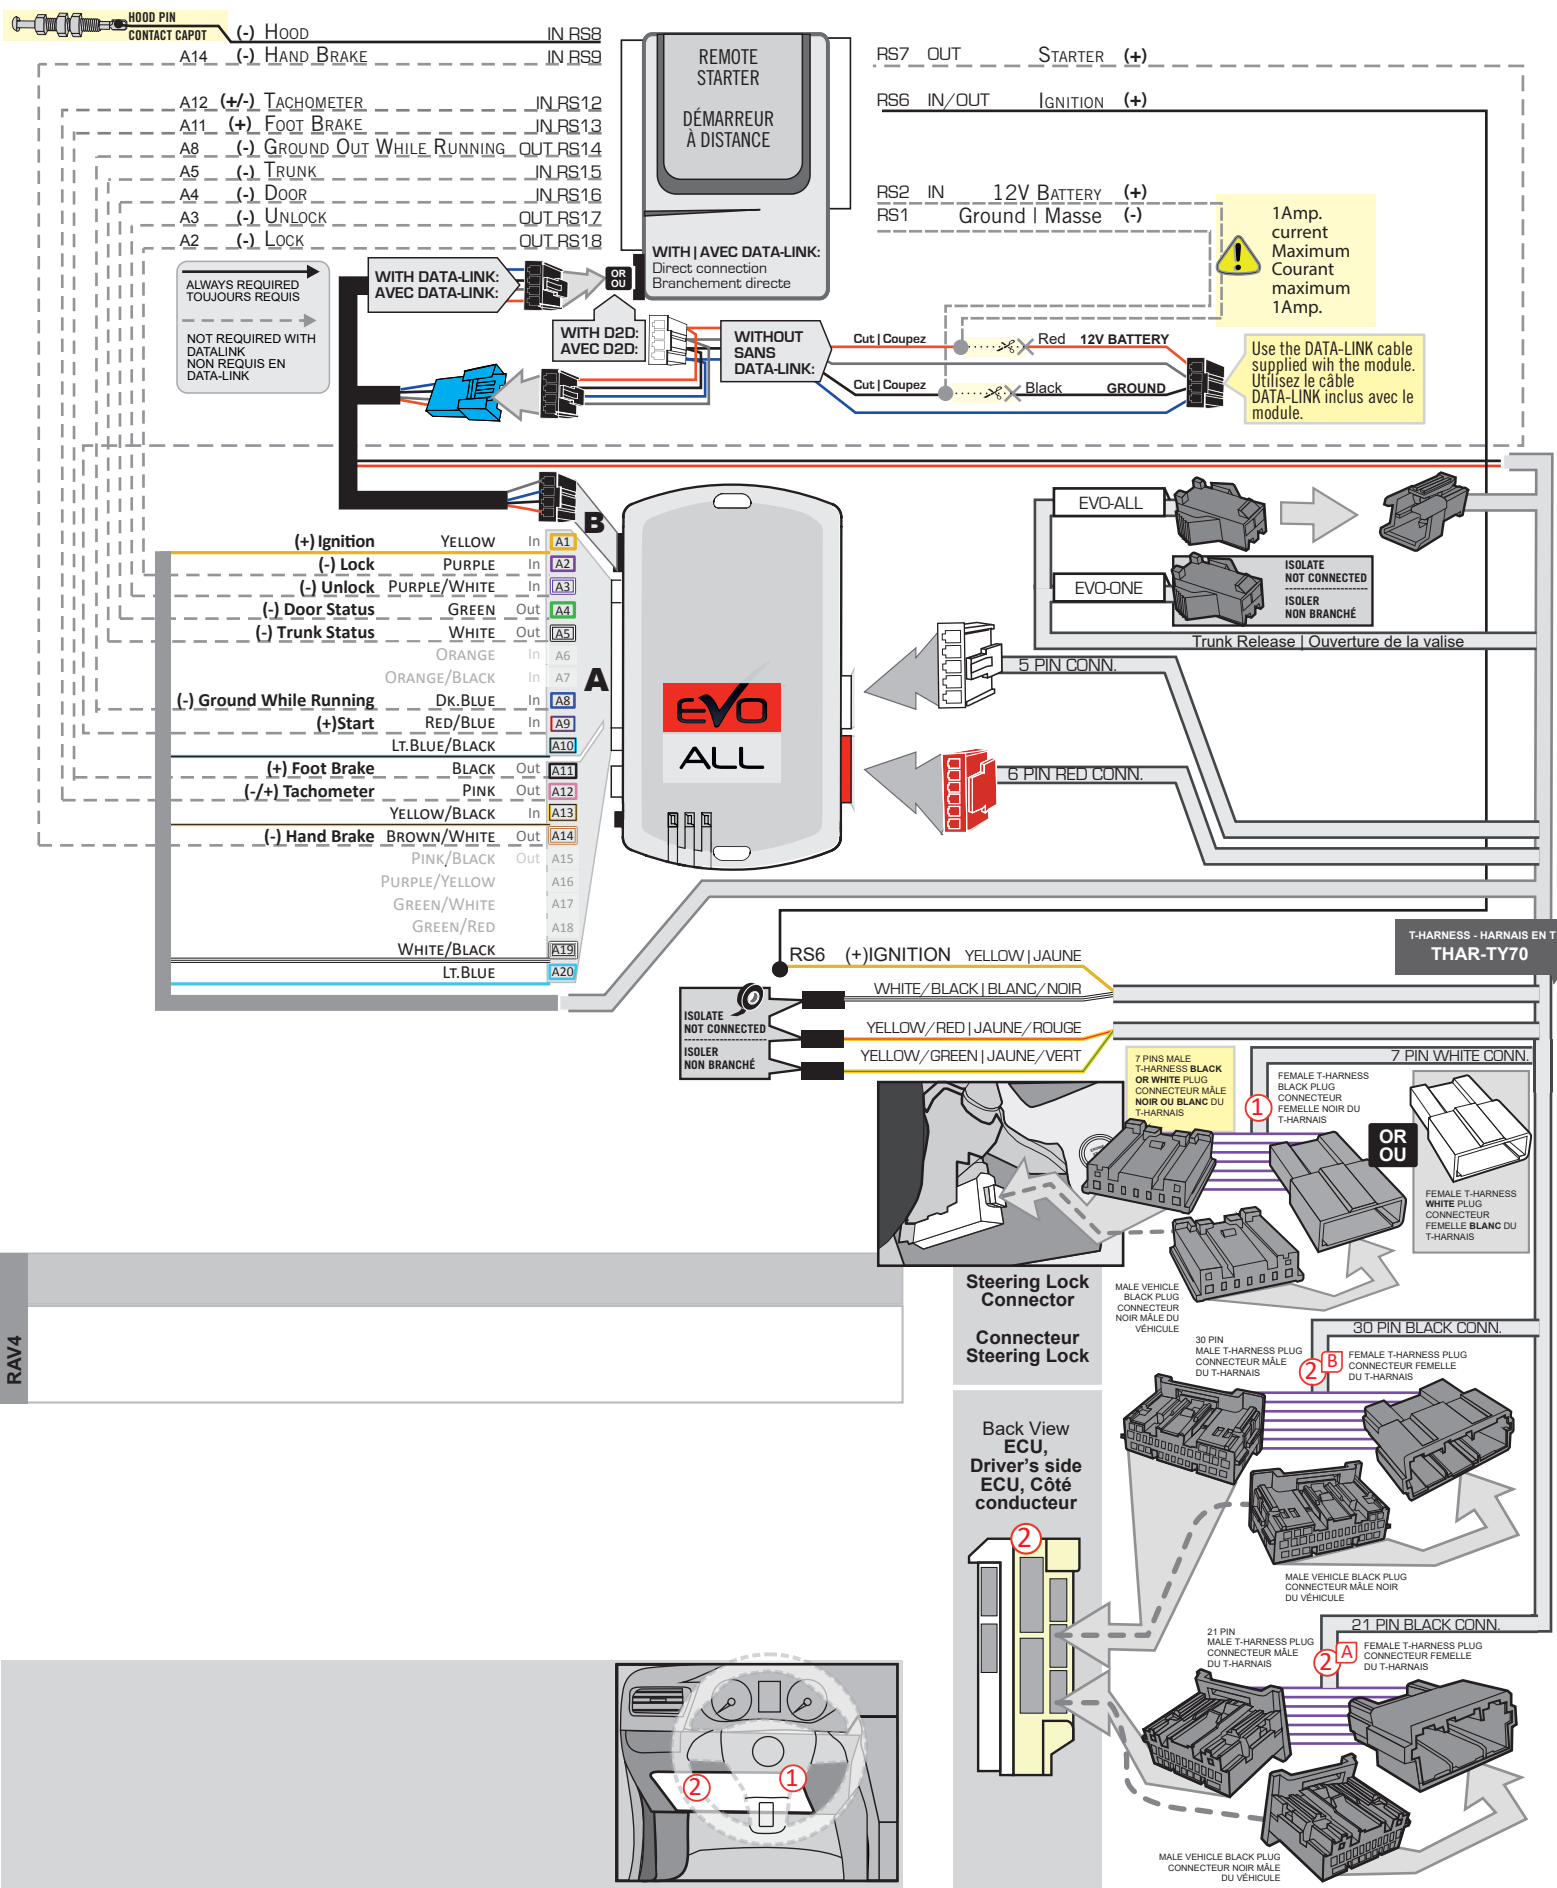 HOOD PIN
CONTACT CAPOT
(-) HOOD IN RS8
A14 (-) HAND BRAKE IN RS9
A12 (+/-) TACHOMETER IN RS12
A11 (+) FOOT BRAKE IN RS13
A8 (-) GROUND OUT WHILE RUNNING OUT RS14
A5 (-) TRUNK IN RS15
A4 (-) DOOR IN RS16
A3 (-) UNLOCK OUT RS17
A2 (-) LOCK OUT RS18
REMOTE
STARTER
DÉMARREUR
À DISTANCE
WITH | AVEC DATA-LINK:
Direct connection
Branchement directe
RS7 OUT STARTER (+)
RS6 IN/OUT IGNITION (+)
RS2 IN 12V BATTERY (+)
RS1 Ground | Masse (-)
1Amp.
current
Maximum
Courant
maximum
1Amp.
ALWAYS REQUIRED
TOUJOURS REQUIS
NOT REQUIRED WITH
DATALINK
NON REQUIS EN
DATA-LINK
WITH DATA-LINK:
AVEC DATA-LINK:
OR
OU
WITH D2D:
AVEC D2D:
WITHOUT
SANS
DATA-LINK:
Cut | Coupez Red 12V BATTERY
Cut | Coupez Black GROUND
Use the DATA-LINK cable
supplied wih the module.
Utilisez le câble
DATA-LINK inclus avec le
module.
B
A
(+) Ignition YELLOW In A1
(-) Lock PURPLE In A2
(-) Unlock PURPLE/WHITE In A3
(-) Door Status GREEN Out A4
(-) Trunk Status WHITE Out A5
ORANGE In A6
ORANGE/BLACK In A7
(-) Ground While Running DK.BLUE In A8
(+)Start RED/BLUE In A9
LT.BLUE/BLACK A10
(+) Foot Brake BLACK Out A11
(-/+) Tachometer PINK Out A12
YELLOW/BLACK In A13
(-) Hand Brake BROWN/WHITE Out A14
PINK/BLACK Out A15
PURPLE/YELLOW A16
GREEN/WHITE A17
GREEN/RED A18
WHITE/BLACK A19
LT.BLUE A20
EVO
ALL
EVO-ALL
EVO-ONE
ISOLATE
NOT CONNECTED
ISOLER
NON BRANCHÉ
Trunk Release | Ouverture de la valise
5 PIN CONN.
6 PIN RED CONN.
T-HARNESS - HARNAIS EN T
THAR-TY70
RS6 (+)IGNITION YELLOW | JAUNE
WHITE/BLACK | BLANC/NOIR
YELLOW/RED | JAUNE/ROUGE
YELLOW/GREEN | JAUNE/VERT
ISOLATE
NOT CONNECTED
ISOLER
NON BRANCHÉ
7 PIN WHITE CONN.
7 PINS MALE
T-HARNESS BLACK
OR WHITE PLUG
CONNECTEUR MÂLE
NOIR OU BLANC DU
T-HARNAIS
1
FEMALE T-HARNESS
BLACK PLUG
CONNECTEUR
FEMELLE NOIR DU
T-HARNAIS
OR
OU
FEMALE T-HARNESS
WHITE PLUG
CONNECTEUR
FEMELLE BLANC DU
T-HARNAIS
Steering Lock
Connector
Connecteur
Steering Lock
MALE VEHICLE
BLACK PLUG
CONNECTEUR
NOIR MÂLE DU
VÉHICULE
RAV4
30 PIN BLACK CONN.
30 PIN
MALE T-HARNESS PLUG
CONNECTEUR MÂLE
DU T-HARNAIS
2 B
FEMALE T-HARNESS PLUG
CONNECTEUR FEMELLE
DU T-HARNAIS
Back View
ECU,
Driver's side
ECU, Côté
conducteur
2
MALE VEHICLE BLACK PLUG
CONNECTEUR MÂLE NOIR
DU VÉHICULE
21 PIN BLACK CONN.
21 PIN
MALE T-HARNESS PLUG
CONNECTEUR MÂLE
DU T-HARNAIS
2 A
FEMALE T-HARNESS PLUG
CONNECTEUR FEMELLE
DU T-HARNAIS
2
1
MALE VEHICLE BLACK PLUG
CONNECTEUR NOIR MÂLE
DU VÉHICULE